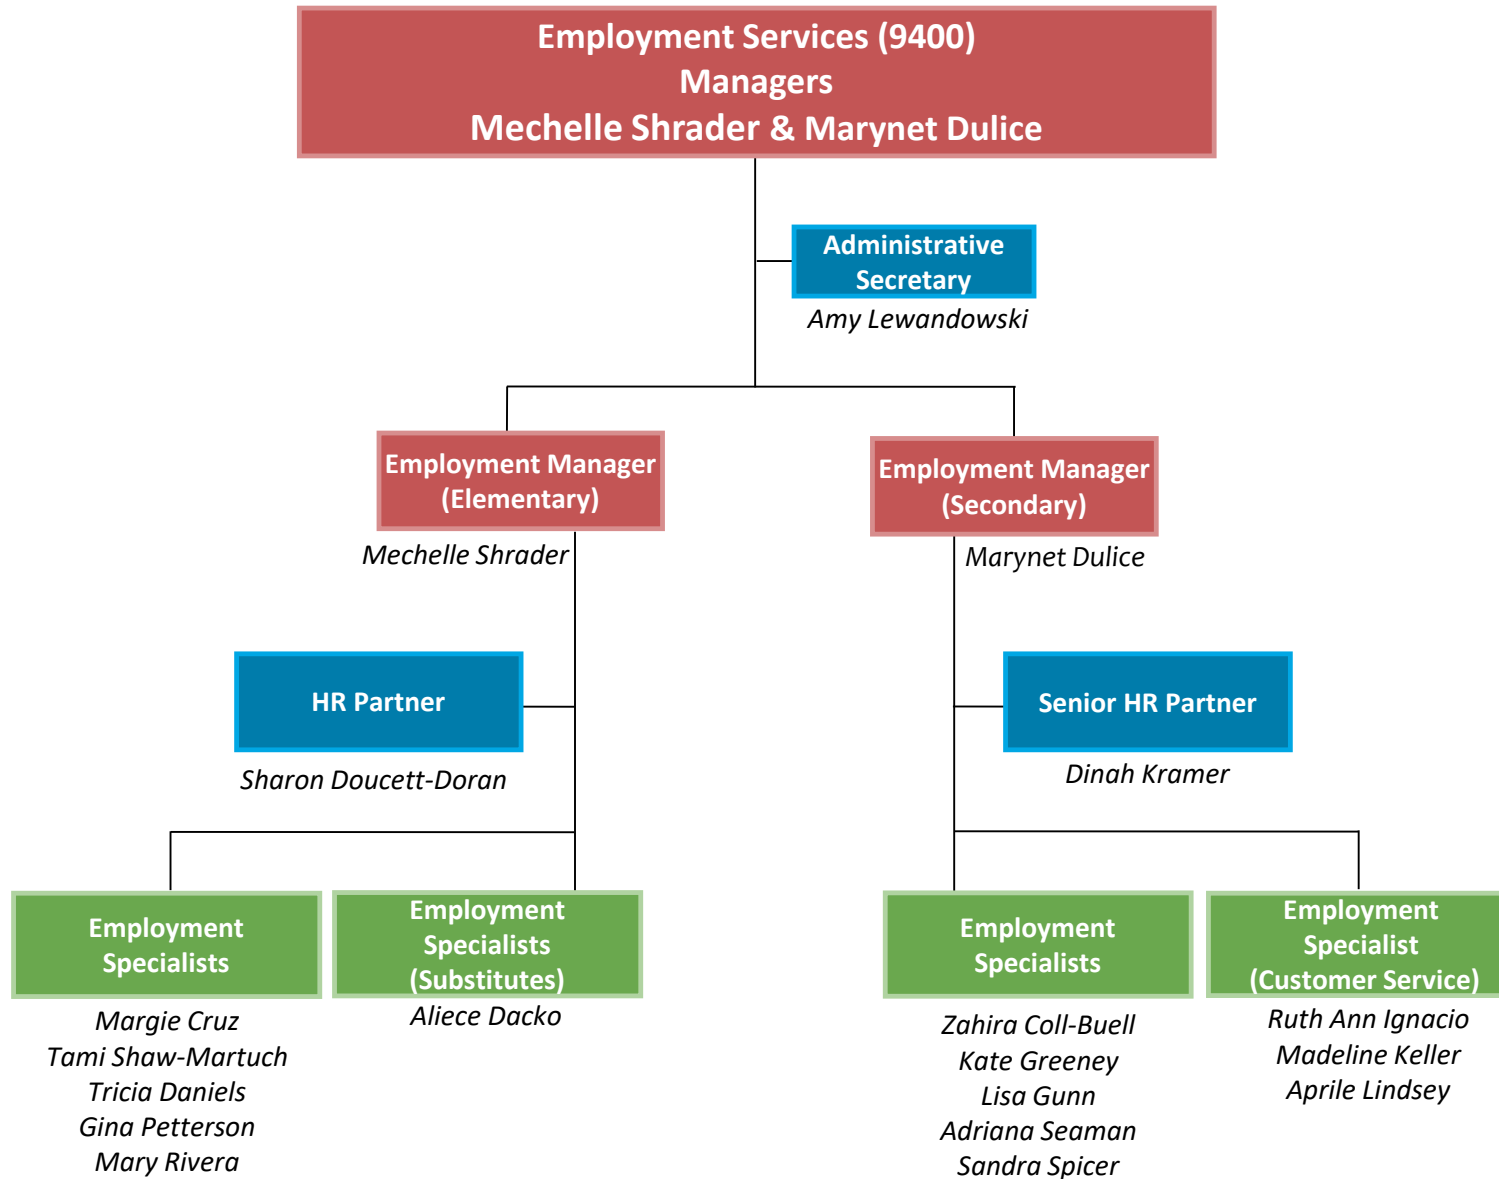 Employment Services (9400)
Managers
Mechelle Shrader & Marynet Dulice
Administrative
Secretary
Amy Lewandowski
Employment Manager
(Elementary)
Mechelle Shrader
Employment Manager
(Secondary)
Marynet Dulice
HR Partner
Sharon Doucett-Doran
Senior HR Partner
Dinah Kramer
Employment
Specialists
Margie Cruz
Tami Shaw-Martuch
Tricia Daniels
Gina Petterson
Mary Rivera
Employment
Specialists
(Substitutes)
Aliece Dacko
Employment
Specialists
Zahira Coll-Buell
Kate Greeney
Lisa Gunn
Adriana Seaman
Sandra Spicer
Employment
Specialist
(Customer Service)
Ruth Ann Ignacio
Madeline Keller
Aprile Lindsey